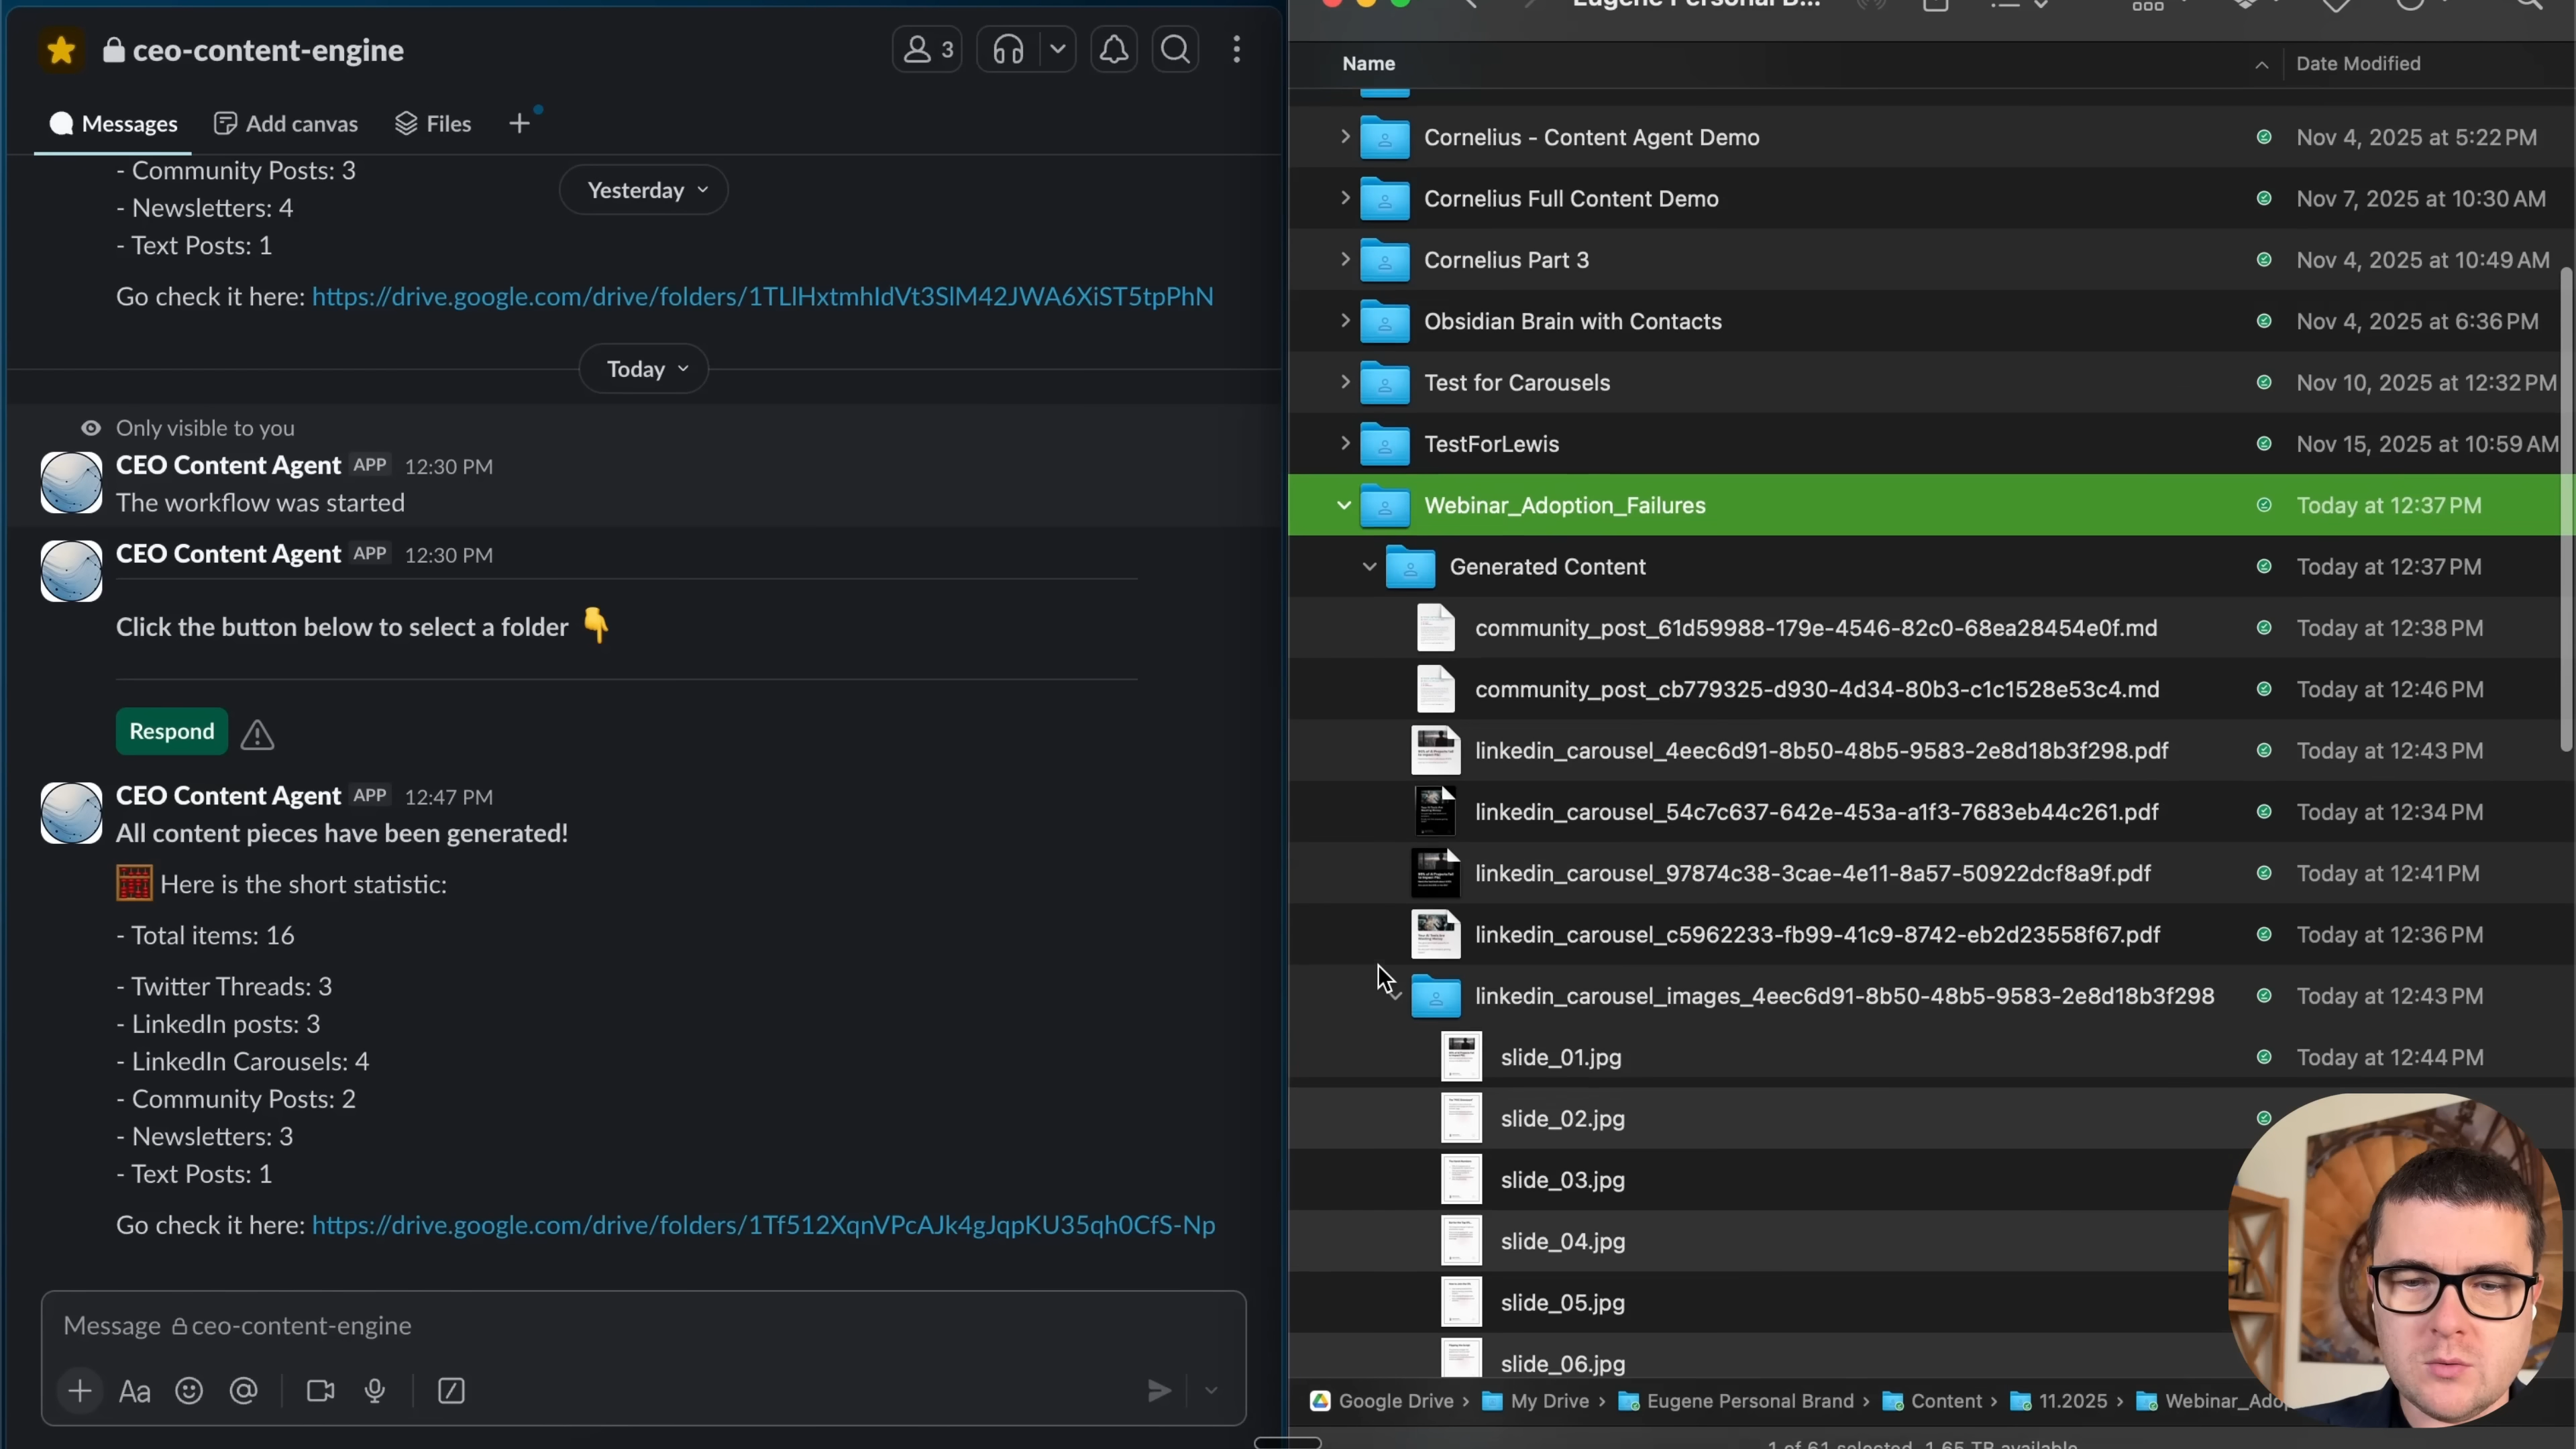 ceo-content-engine
3
Messages
Add canvas
Files
- Community Posts: 3
- Newsletters: 4
- Text Posts: 1
Yesterday
Go check it here: https://drive.google.com/drive/folders/1TLlHxtmhIdVt3SlM42JWA6XiST5tpPhN
Today
Only visible to you
CEO Content Agent APP 12:30 PM
The workflow was started
CEO Content Agent APP 12:30 PM
Click the button below to select a folder
Respond
CEO Content Agent APP 12:47 PM
All content pieces have been generated!
Here is the short statistic:
- Total items: 16
- Twitter Threads: 3
- LinkedIn posts: 3
- LinkedIn Carousels: 4
- Community Posts: 2
- Newsletters: 3
- Text Posts: 1
Go check it here: https://drive.google.com/drive/folders/1Tf512XqnVPcAJk4gJqpKU35qh0CfS-Np
Message ceo-content-engine
Aa
Eugene Personal B...
Name Date Modified
Cornelius - Content Agent Demo Nov 4, 2025 at 5:22 PM
Cornelius Full Content Demo Nov 7, 2025 at 10:30 AM
Cornelius Part 3 Nov 4, 2025 at 10:49 AM
Obsidian Brain with Contacts Nov 4, 2025 at 6:36 PM
Test for Carousels Nov 10, 2025 at 12:32 PM
TestForLewis Nov 15, 2025 at 10:59 AM
Webinar_Adoption_Failures Today at 12:37 PM
Generated Content Today at 12:37 PM
community_post_61d59988-179e-4546-82c0-68ea28454e0f.md Today at 12:38 PM
community_post_cb779325-d930-4d34-80b3-c1c1528e53c4.md Today at 12:46 PM
linkedin_carousel_4eec6d91-8b50-48b5-9583-2e8d18b3f298.pdf Today at 12:43 PM
linkedin_carousel_54c7c637-642e-453a-a1f3-7683eb44c261.pdf Today at 12:34 PM
linkedin_carousel_97874c38-3cae-4e11-8a57-50922dcf8a9f.pdf Today at 12:41 PM
linkedin_carousel_c5962233-fb99-41c9-8742-eb2d23558f67.pdf Today at 12:36 PM
linkedin_carousel_images_4eec6d91-8b50-48b5-9583-2e8d18b3f298 Today at 12:43 PM
slide_01.jpg Today at 12:44 PM
slide_02.jpg
slide_03.jpg
slide_04.jpg
slide_05.jpg
slide_06.jpg
Google Drive › My Drive › Eugene Personal Brand › Content › 11.2025 › Webinar_Adop
1 of 61 selected, 1.65 TB available